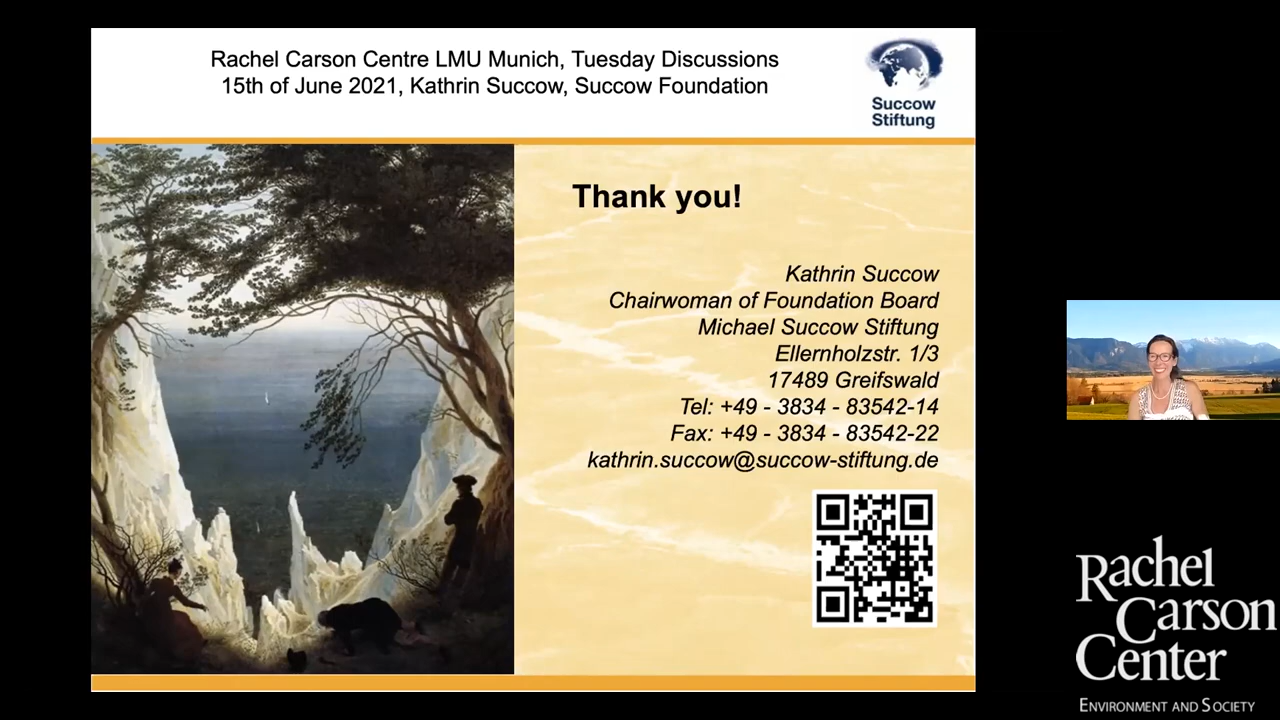 Rachel Carson Centre LMU Munich, Tuesday Discussions
15th of June 2021, Kathrin Succow, Succow Foundation
Succow
Stiftung
Thank you!
Kathrin Succow
Chairwoman of Foundation Board
Michael Succow Stiftung
Ellernholzstr. 1/3
17489 Greifswald
Tel: +49 - 3834 - 83542-14
Fax: +49 - 3834 - 83542-22
kathrin.succow@succow-stiftung.de
Rachel
Carson
Center
ENVIRONMENT AND SOCIETY